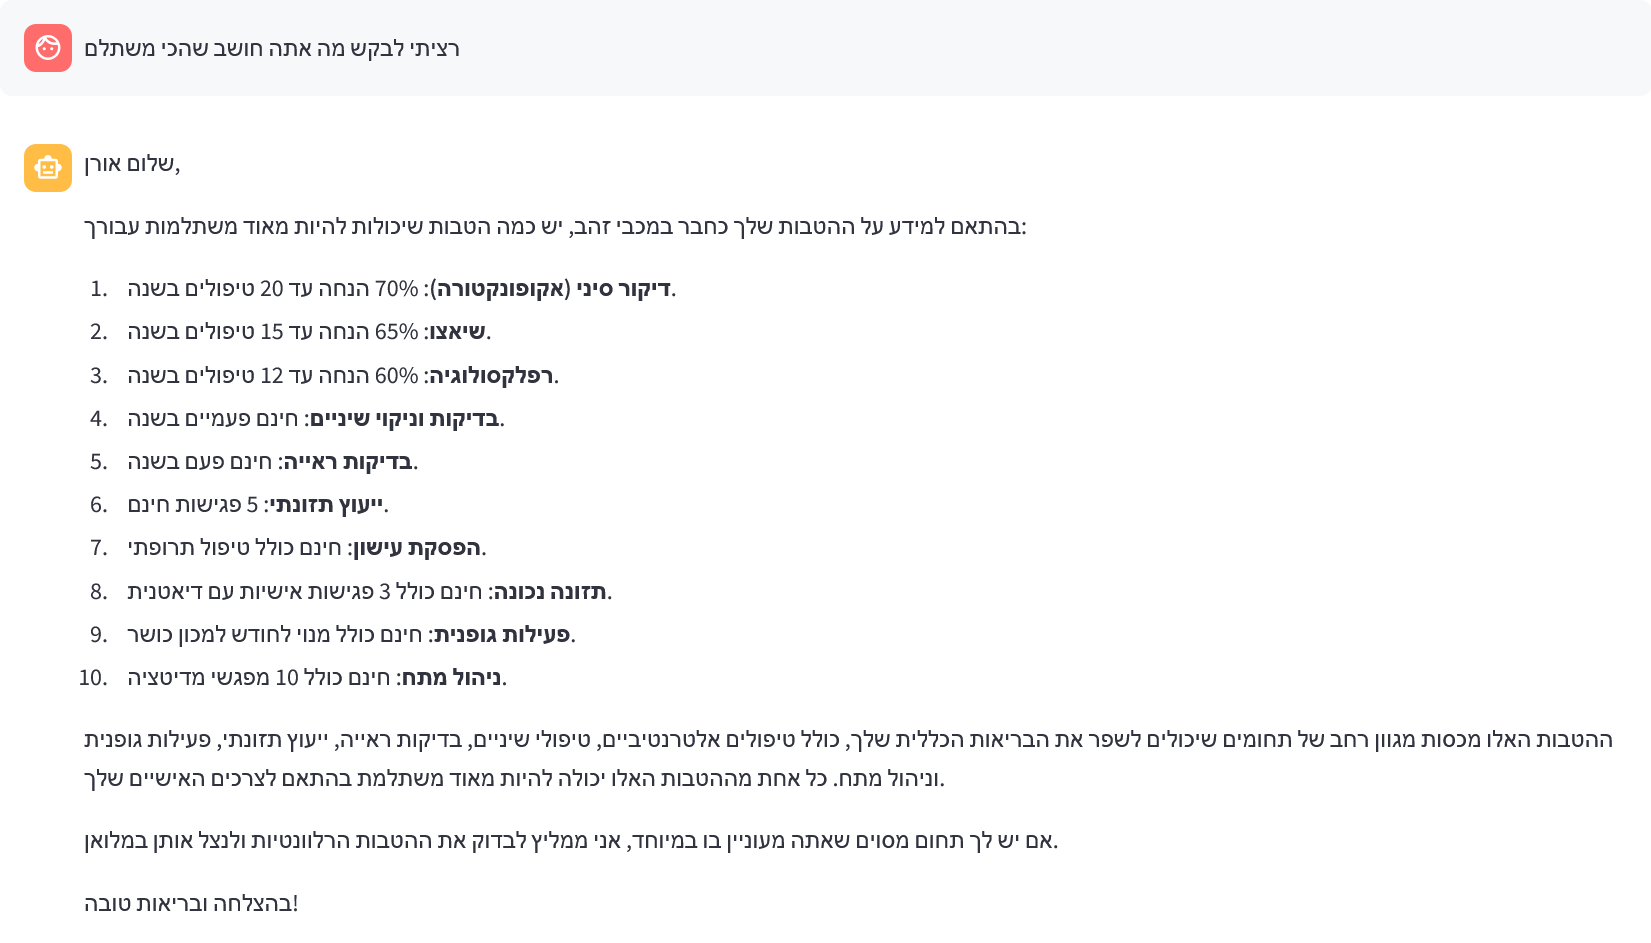 רציתי לבקש מה אתה חושב שהכי משתלם
שלום אורן,
בהתאם למידע על ההטבות שלך כחבר במכבי זהב, יש כמה הטבות שיכולות להיות מאוד משתלמות עבורך:
1. דיקור סיני (אקופונקטורה): 70% הנחה עד 20 טיפולים בשנה.
2. שיאצו: 65% הנחה עד 15 טיפולים בשנה.
3. רפלקסולוגיה: 60% הנחה עד 12 טיפולים בשנה.
4. בדיקות וניקוי שיניים: חינם פעמיים בשנה.
5. בדיקות ראייה: חינם פעם בשנה.
6. ייעוץ תזונתי: 5 פגישות חינם.
7. הפסקת עישון: חינם כולל טיפול תרופתי.
8. תזונה נכונה: חינם כולל 3 פגישות אישיות עם דיאטנית.
9. פעילות גופנית: חינם כולל מנוי לחודש למכון כושר.
10. ניהול מתח: חינם כולל 10 מפגשי מדיטציה.
ההטבות האלו מכסות מגוון רחב של תחומים שיכולים לשפר את הבריאות הכללית שלך, כולל טיפולים אלטרנטיביים, טיפולי שיניים, בדיקות ראייה, ייעוץ תזונתי, פעילות גופנית
וניהול מתח. כל אחת מההטבות האלו יכולה להיות מאוד משתלמת בהתאם לצרכים האישיים שלך.
אם יש לך תחום מסוים שאתה מעוניין בו במיוחד, אני ממליץ לבדוק את ההטבות הרלוונטיות ולנצל אותן במלואן.
בהצלחה ובריאות טובה!